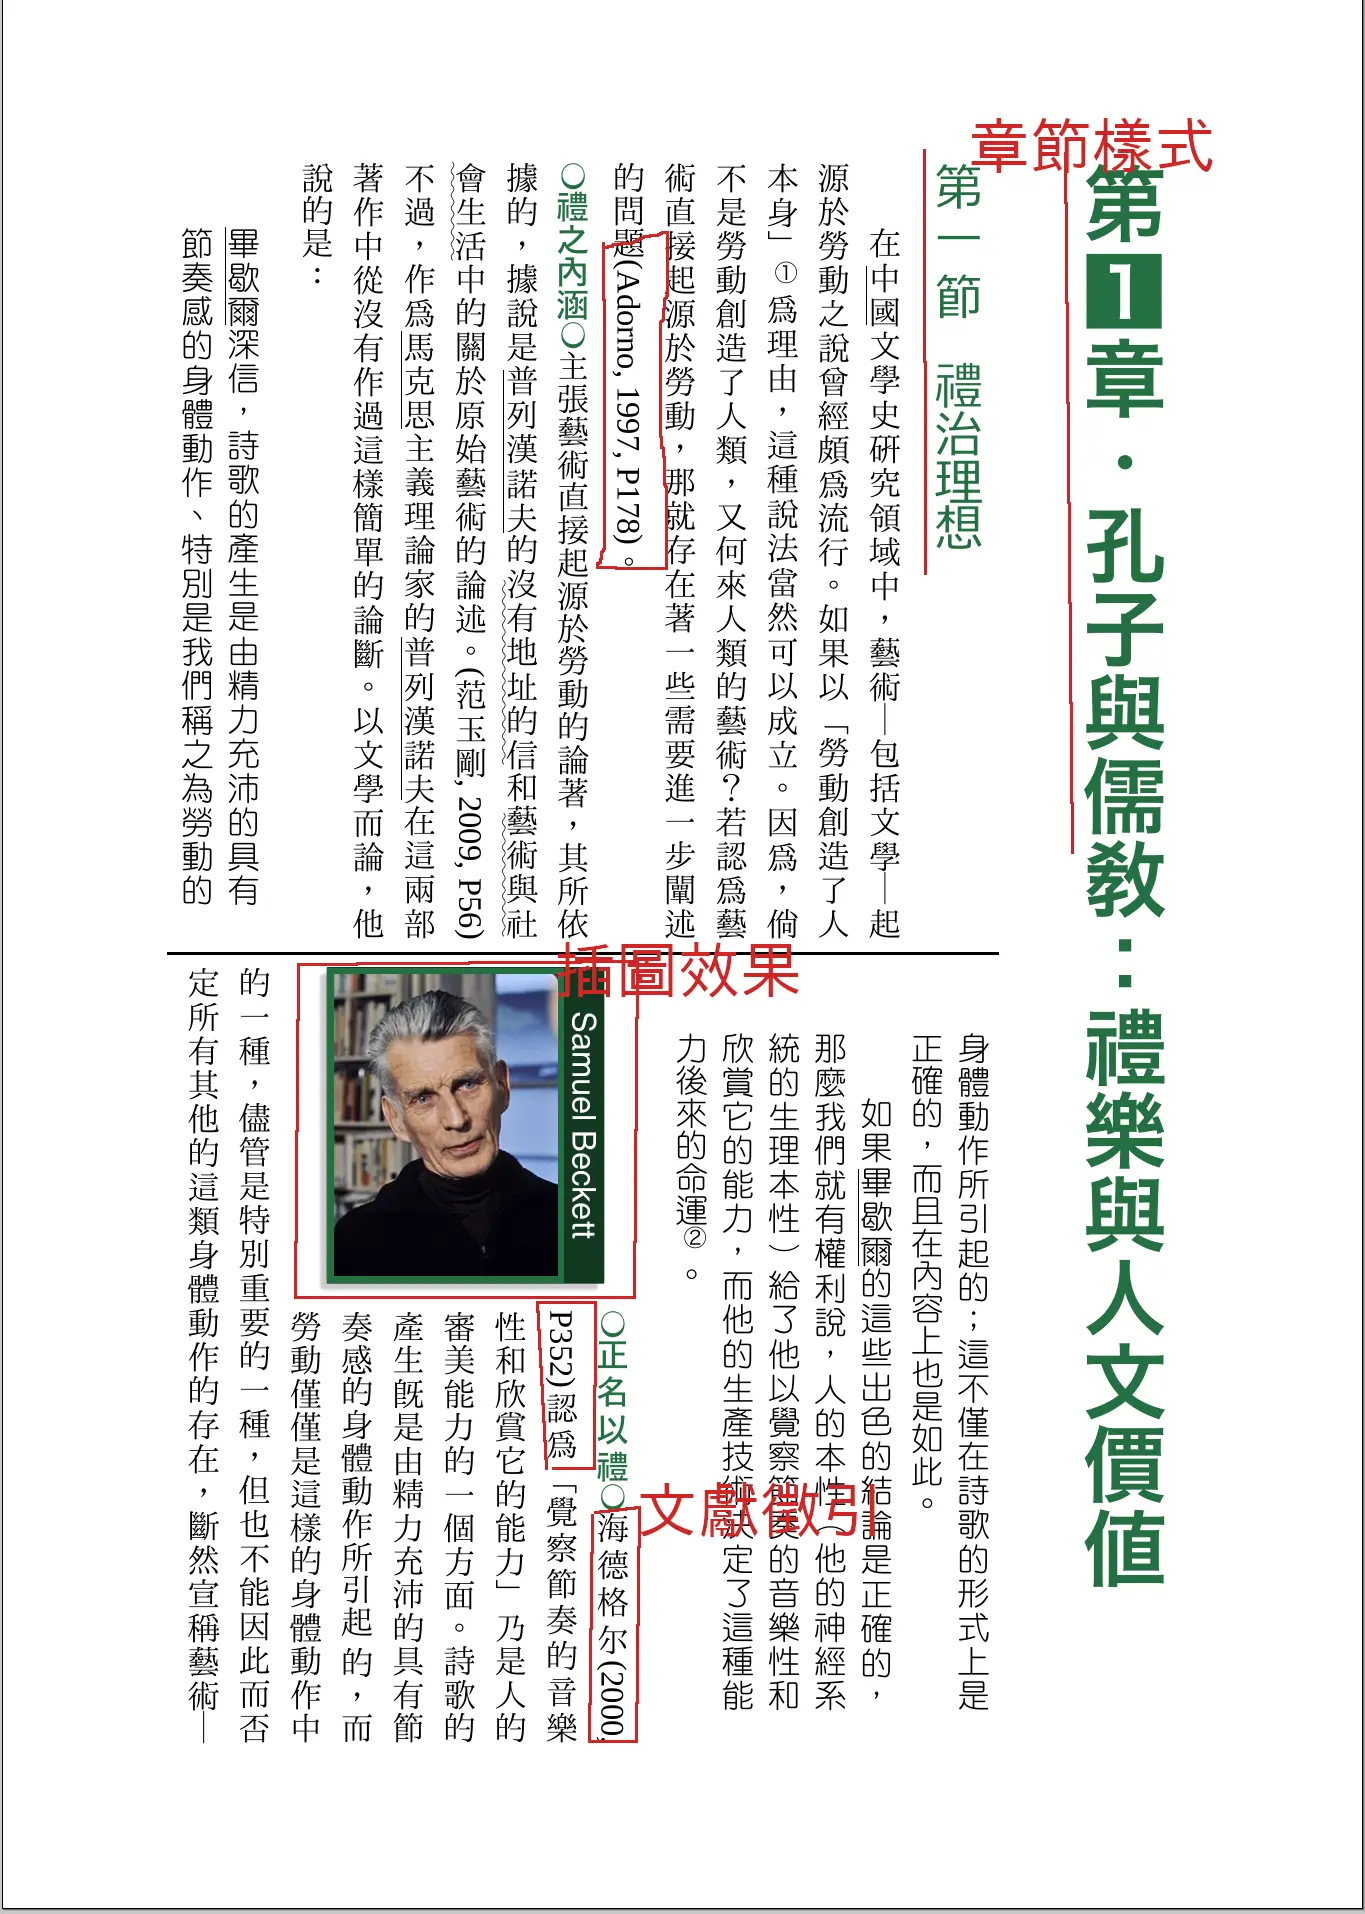 章節樣式
第1章·孔子與儒教：禮樂與人文價值
第一節　禮治理想
在中國文學史研究領域中，藝術—包括文學—起
源於勞動之說曾經頗爲流行。如果以「勞動創造了人
本身」①爲理由，這種說法當然可以成立。因爲，倘
不是勞動創造了人類，又何來人類的藝術？若認爲藝
術直接起源於勞動，那就存在著一些需要進一步闡述
的問題(Adorno, 1997, P178)。
○禮之內涵○主張藝術直接起源於勞動的論著，其所依
據的，據說是普列漢諾夫的沒有地址的信和藝術與社
會生活中的關於原始藝術的論述。(范玉剛, 2009, P56)
不過，作爲馬克思主義理論家的普列漢諾夫在這兩部
著作中從沒有作過這樣簡單的論斷。以文學而論，他
說的是：
畢歇爾深信，詩歌的產生是由精力充沛的具有
節奏感的身體動作、特別是我們稱之為勞動的
插圖效果
身體動作所引起的；這不僅在詩歌的形式上是
正確的，而且在內容上也是如此。
如果畢歇爾的這些出色的結論是正確的，
那麼我們就有權利說，人的本性（他的神經系
統的生理本性）給了他以覺察節奏的音樂性和
欣賞它的能力，而他的生產技術決定了這種能
力後來的命運②。
文獻徵引
○正名以禮○海德格尔(2000,
P352)認爲「覺察節奏的音樂
性和欣賞它的能力」乃是人的
審美能力的一個方面。詩歌的
產生旣是由精力充沛的具有節
奏感的身體動作所引起的，而
勞動僅僅是這樣的身體動作中
Samuel Beckett
的一種，儘管是特別重要的一種，但也不能因此而否
定所有其他的這類身體動作的存在，斷然宣稱藝術—